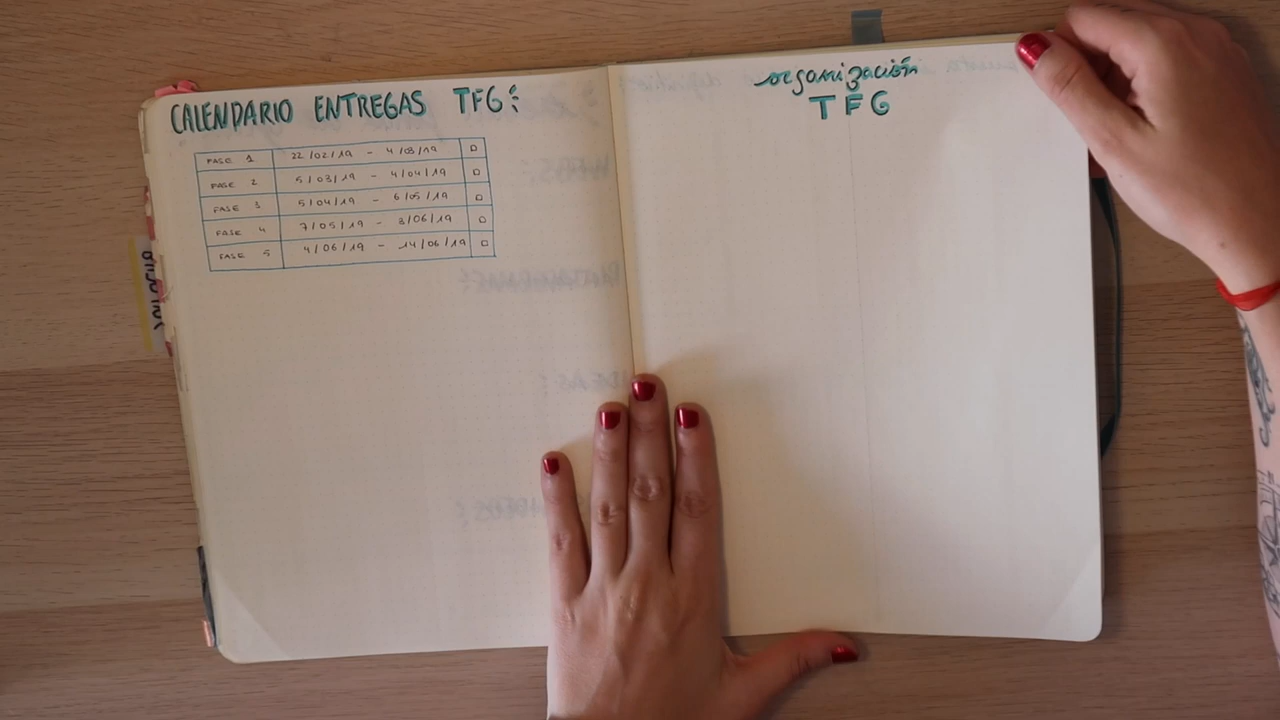 CALENDARIO ENTREGAS TFG:
FASE 1 22/02/19 - 4/03/19
FASE 2 5/03/19 - 4/04/19
FASE 3 5/04/19 - 6/05/19
FASE 4 7/05/19 - 3/06/19
FASE 5 4/06/19 - 14/06/19
organización
TFG